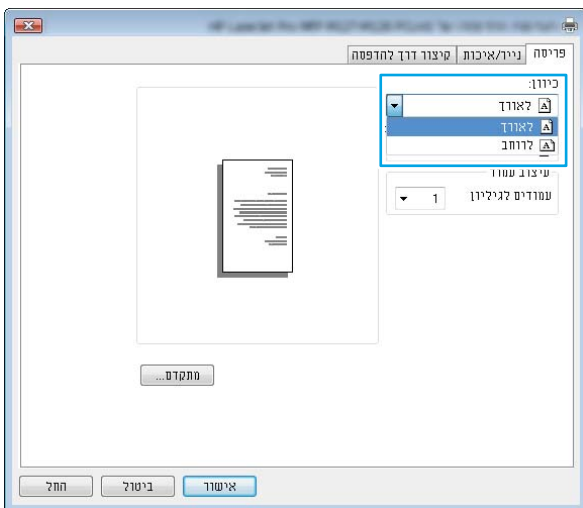 פריסה
נייר/איכות
קיצור דרך להדפסה
כיוון:
לאורך
לאורך
לרוחב
עיצוב עמוד
עמודים לגיליון
1
מתקדם...
אישור
ביטול
החל